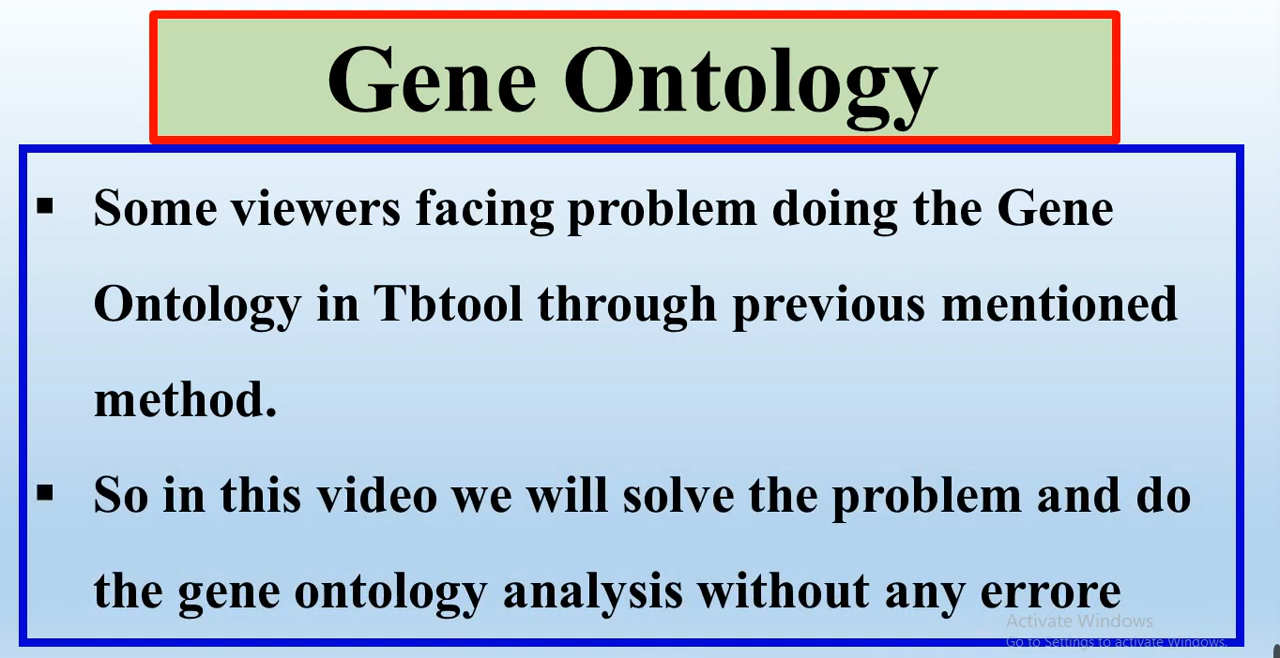 Gene Ontology
▪ Some viewers facing problem doing the Gene
Ontology in Tbtool through previous mentioned
method.
▪ So in this video we will solve the problem and do
the gene ontology analysis without any errore
Activate Windows
Go to Settings to activate Windows.